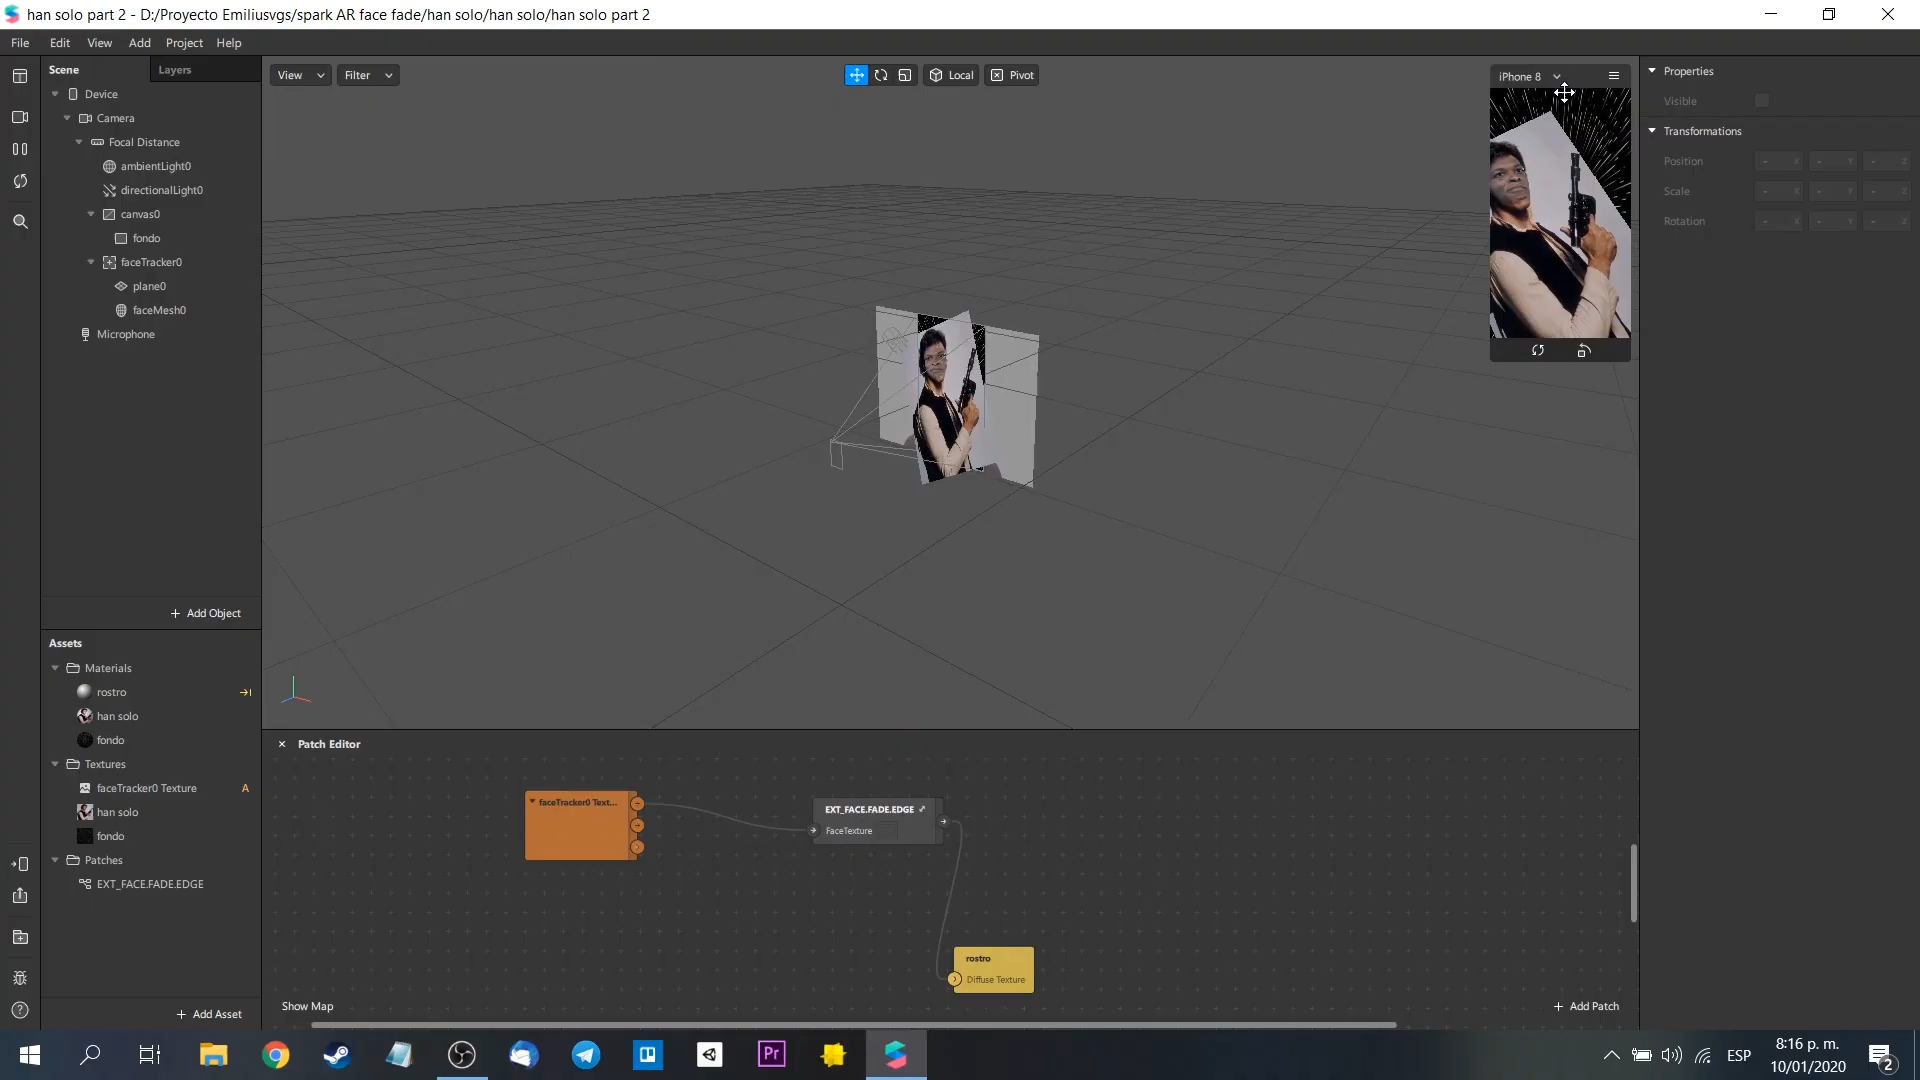 han solo part 2 - D:/Proyecto Emiliusvgs/spark AR face fade/han solo/han solo/han solo part 2
File Edit View Add Project Help
Scene Layers
Device
Camera
Focal Distance
ambientLight0
directionalLight0
canvas0
fondo
faceTracker0
plane0
faceMesh0
Microphone
+ Add Object
Assets
Materials
rostro
han solo
fondo
Textures
faceTracker0 Texture A
han solo
fondo
Patches
EXT_FACE.FADE.EDGE
+ Add Asset
View Filter
Local Pivot
iPhone 8
Properties
Visible
Transformations
Position - X - Y - Z
Scale - X - Y - Z
Rotation - X - Y - Z
× Patch Editor
faceTracker0 Text...
EXT_FACE.FADE.EDGE
FaceTexture
rostro
Diffuse Texture
Show Map
+ Add Patch
Pr
ESP
8:16 p. m.
10/01/2020
2